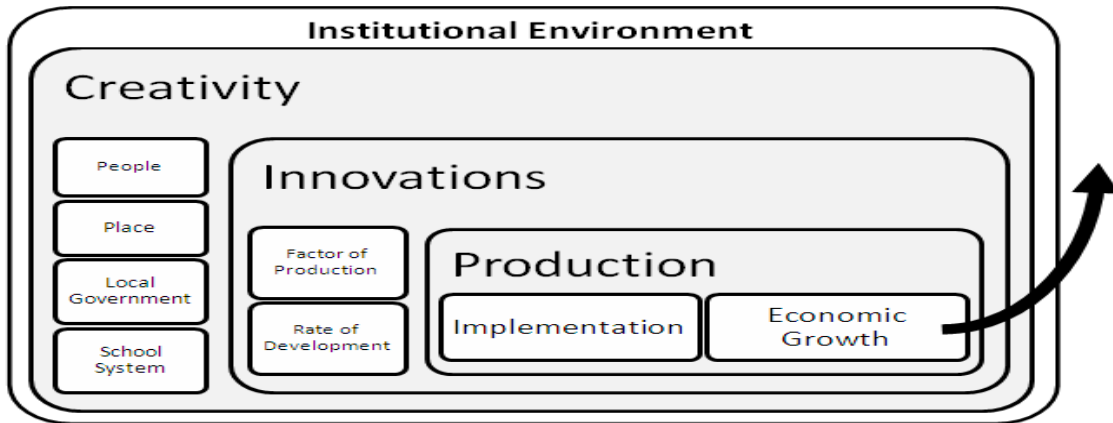 Institutional Environment
Creativity
People
Place
Local
Government
School
System
Innovations
Factor of
Production
Rate of
Development
Production
Implementation
Economic
Growth